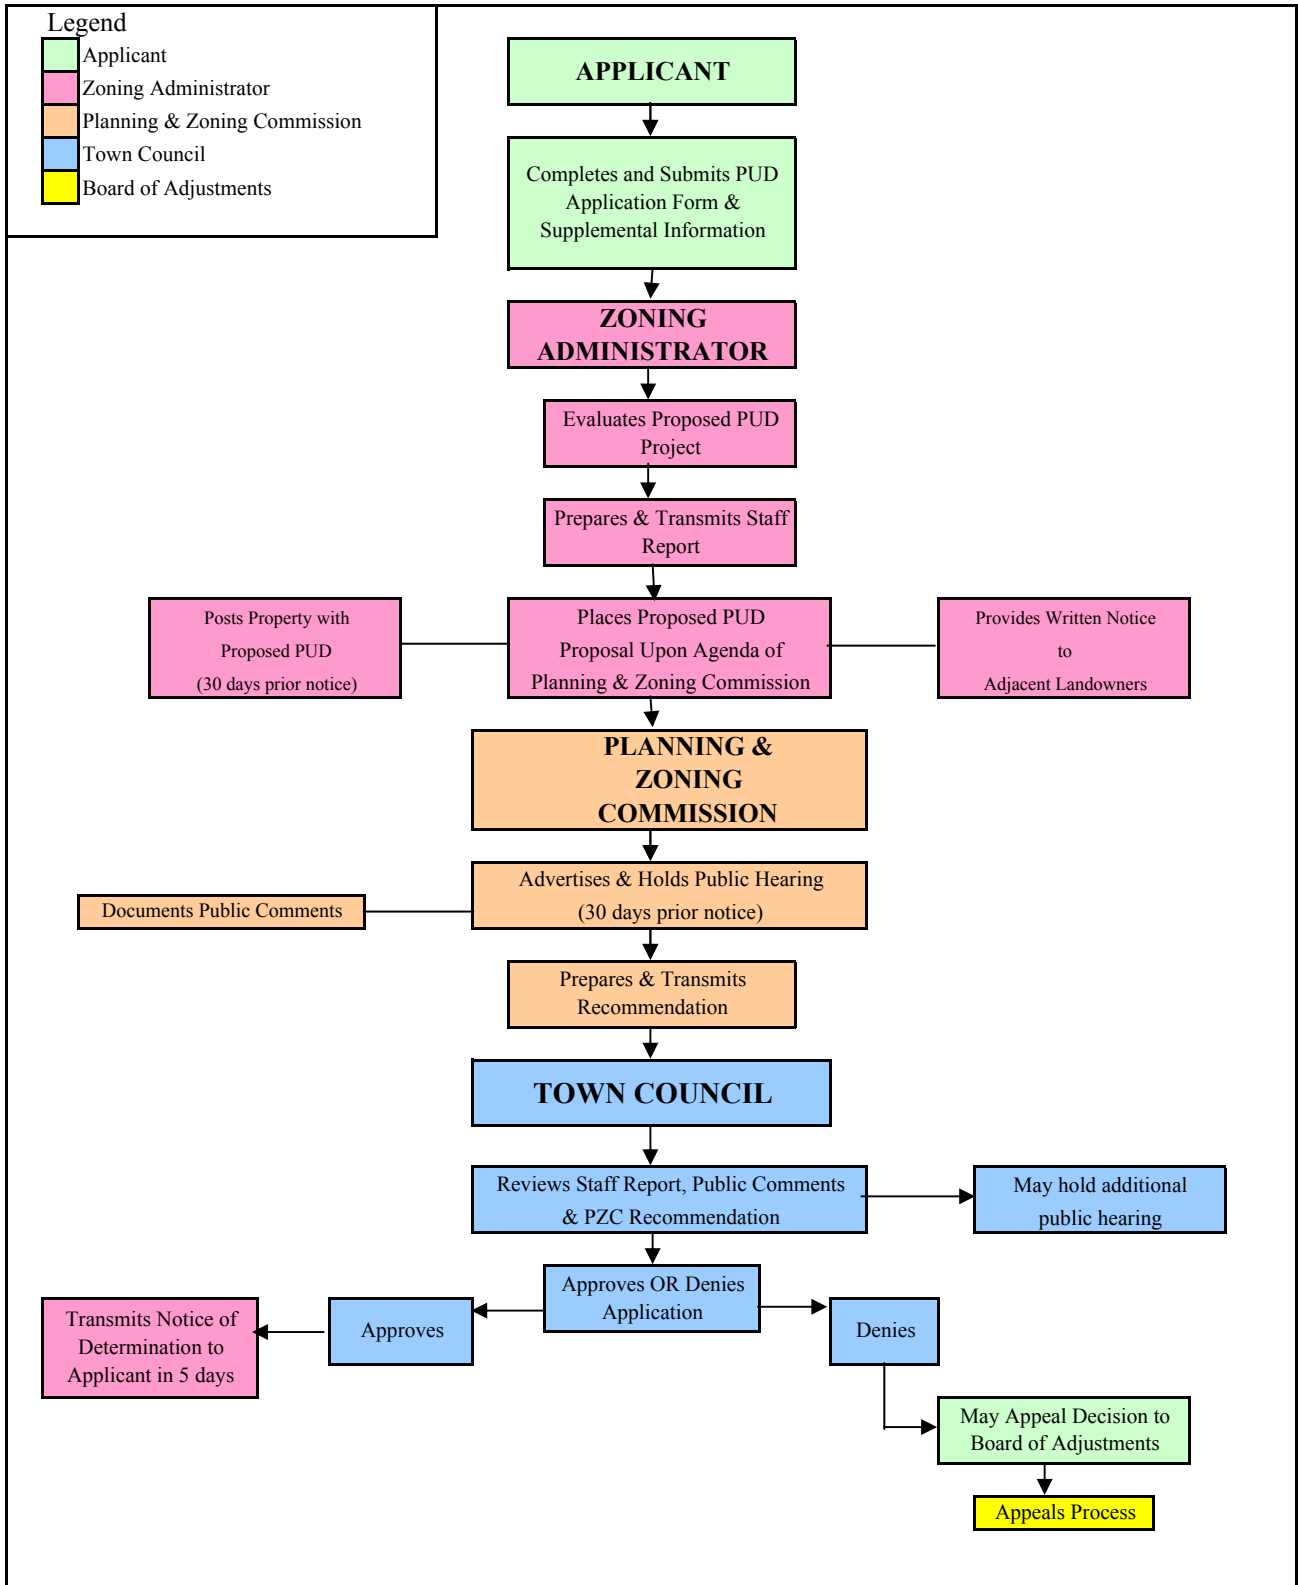 Legend
Applicant
Zoning Administrator
Planning & Zoning Commission
Town Council
Board of Adjustments
APPLICANT
Completes and Submits PUD
Application Form &
Supplemental Information
ZONING
ADMINISTRATOR
Evaluates Proposed PUD
Project
Prepares & Transmits Staff
Report
Posts Property with
Proposed PUD
(30 days prior notice)
Places Proposed PUD
Proposal Upon Agenda of
Planning & Zoning Commission
Provides Written Notice
to
Adjacent Landowners
PLANNING &
ZONING
COMMISSION
Advertises & Holds Public Hearing
(30 days prior notice)
Documents Public Comments
Prepares & Transmits
Recommendation
TOWN COUNCIL
Reviews Staff Report, Public Comments
& PZC Recommendation
May hold additional
public hearing
Approves OR Denies
Application
Approves
Transmits Notice of
Determination to
Applicant in 5 days
Denies
May Appeal Decision to
Board of Adjustments
Appeals Process